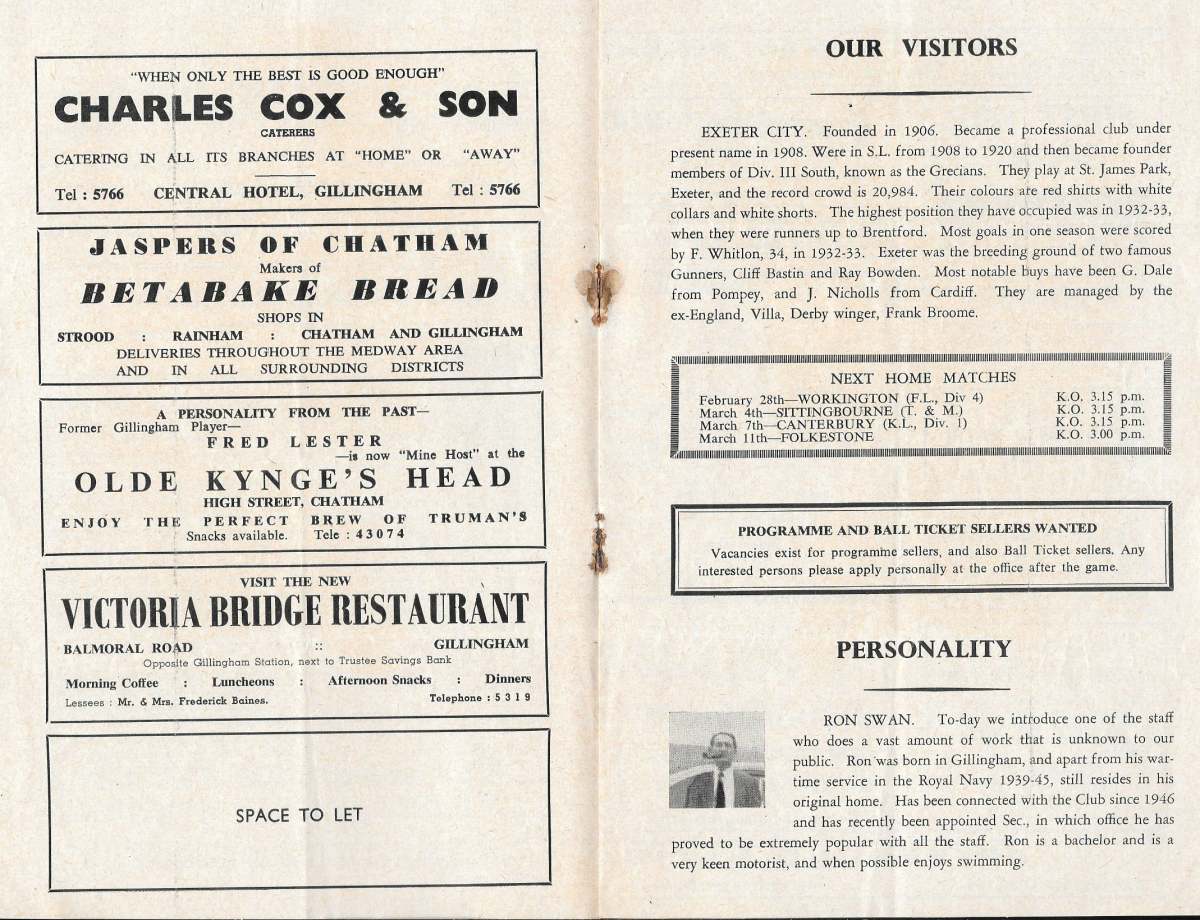 "WHEN ONLY THE BEST IS GOOD ENOUGH"
CHARLES COX & SON
CATERERS
CATERING IN ALL ITS BRANCHES AT "HOME" OR "AWAY"
Tel : 5766 CENTRAL HOTEL, GILLINGHAM Tel : 5766
JASPERS OF CHATHAM
Makers of
BETABAKE BREAD
SHOPS IN
STROOD : RAINHAM : CHATHAM AND GILLINGHAM
DELIVERIES THROUGHOUT THE MEDWAY AREA
AND IN ALL SURROUNDING DISTRICTS
A PERSONALITY FROM THE PAST—
Former Gillingham Player—
FRED LESTER
—is now "Mine Host" at the
OLDE KYNGE'S HEAD
HIGH STREET, CHATHAM
ENJOY THE PERFECT BREW OF TRUMAN'S
Snacks available. Tele : 43074
VISIT THE NEW
VICTORIA BRIDGE RESTAURANT
BALMORAL ROAD :: GILLINGHAM
Opposite Gillingham Station, next to Trustee Savings Bank
Morning Coffee : Luncheons : Afternoon Snacks : Dinners
Lessees : Mr. & Mrs. Frederick Baines. Telephone : 5319
SPACE TO LET
OUR VISITORS
EXETER CITY. Founded in 1906. Became a professional club under
present name in 1908. Were in S.L. from 1908 to 1920 and then became founder
members of Div. III South, known as the Grecians. They play at St. James Park,
Exeter, and the record crowd is 20,984. Their colours are red shirts with white
collars and white shorts. The highest position they have occupied was in 1932-33,
when they were runners up to Brentford. Most goals in one season were scored
by F. Whitlon, 34, in 1932-33. Exeter was the breeding ground of two famous
Gunners, Cliff Bastin and Ray Bowden. Most notable buys have been G. Dale
from Pompey, and J. Nicholls from Cardiff. They are managed by the
ex-England, Villa, Derby winger, Frank Broome.
NEXT HOME MATCHES
February 28th—WORKINGTON (F.L., Div 4) K.O. 3.15 p.m.
March 4th—SITTINGBOURNE (T. & M.) K.O. 3.15 p.m.
March 7th—CANTERBURY (K.L., Div. 1) K.O. 3.15 p.m.
March 11th—FOLKESTONE K.O. 3.00 p.m.
PROGRAMME AND BALL TICKET SELLERS WANTED
Vacancies exist for programme sellers, and also Ball Ticket sellers. Any
interested persons please apply personally at the office after the game.
PERSONALITY
RON SWAN. To-day we introduce one of the staff
who does a vast amount of work that is unknown to our
public. Ron was born in Gillingham, and apart from his war-
time service in the Royal Navy 1939-45, still resides in his
original home. Has been connected with the Club since 1946
and has recently been appointed Sec., in which office he has
proved to be extremely popular with all the staff. Ron is a bachelor and is a
very keen motorist, and when possible enjoys swimming.